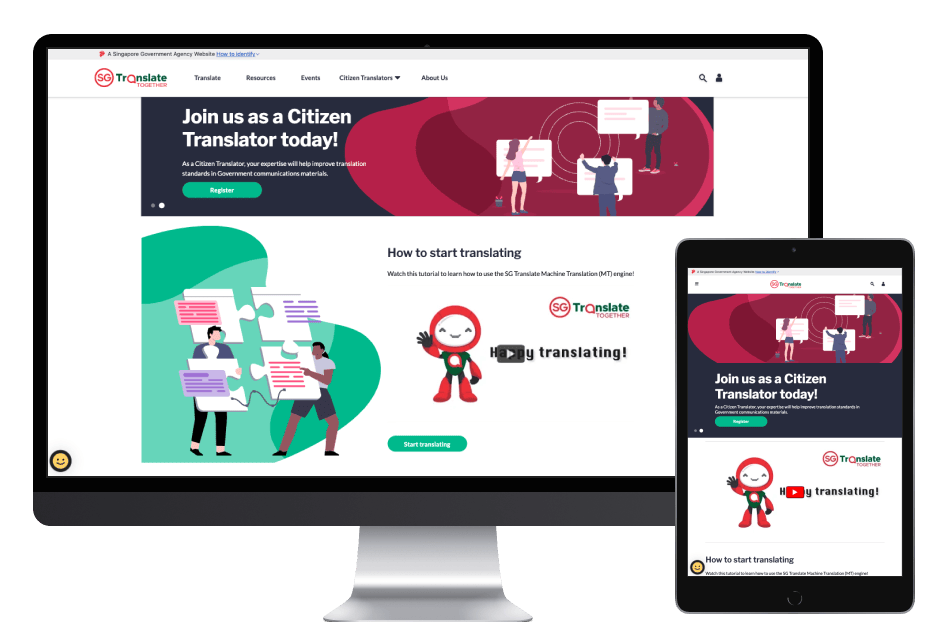 A Singapore Government Agency Website How to identify
SG Translate
TOGETHER
Translate
Resources
Events
Citizen Translators
About Us
Join us as a Citizen
Translator today!
As a Citizen Translator, your expertise will help improve translation
standards in Government communications materials.
Register
How to start translating
Watch this tutorial to learn how to use the SG Translate Machine Translation (MT) engine!
SG Translate
TOGETHER
Happy translating!
Start translating
A Singapore Government Agency Website How to identify
SG Translate
TOGETHER
Join us as a Citizen
Translator today!
As a Citizen Translator, your expertise will help improve translation standards in
Government communications materials.
Register
SG Translate
TOGETHER
H y translating!
How to start translating
Watch this tutorial to learn how to use the SG Translate Machine Translation (MT) engine!